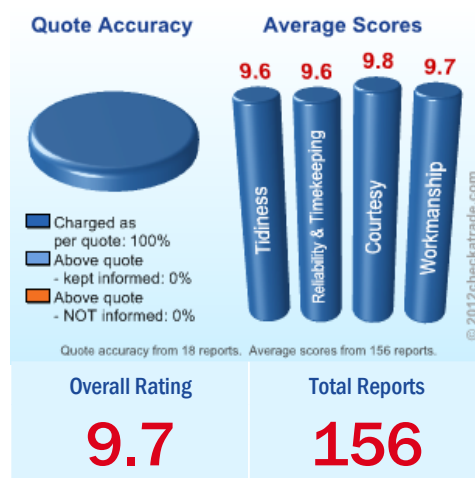 Quote Accuracy
Average Scores
9.6
9.6
9.8
9.7
Tidiness
Reliability & Timekeeping
Courtesy
Workmanship
Charged as
per quote: 100%
Above quote
- kept informed: 0%
Above quote
- NOT informed: 0%
© 2012checkatrade.com
Quote accuracy from 18 reports. Average scores from 156 reports.
Overall Rating
9.7
Total Reports
156